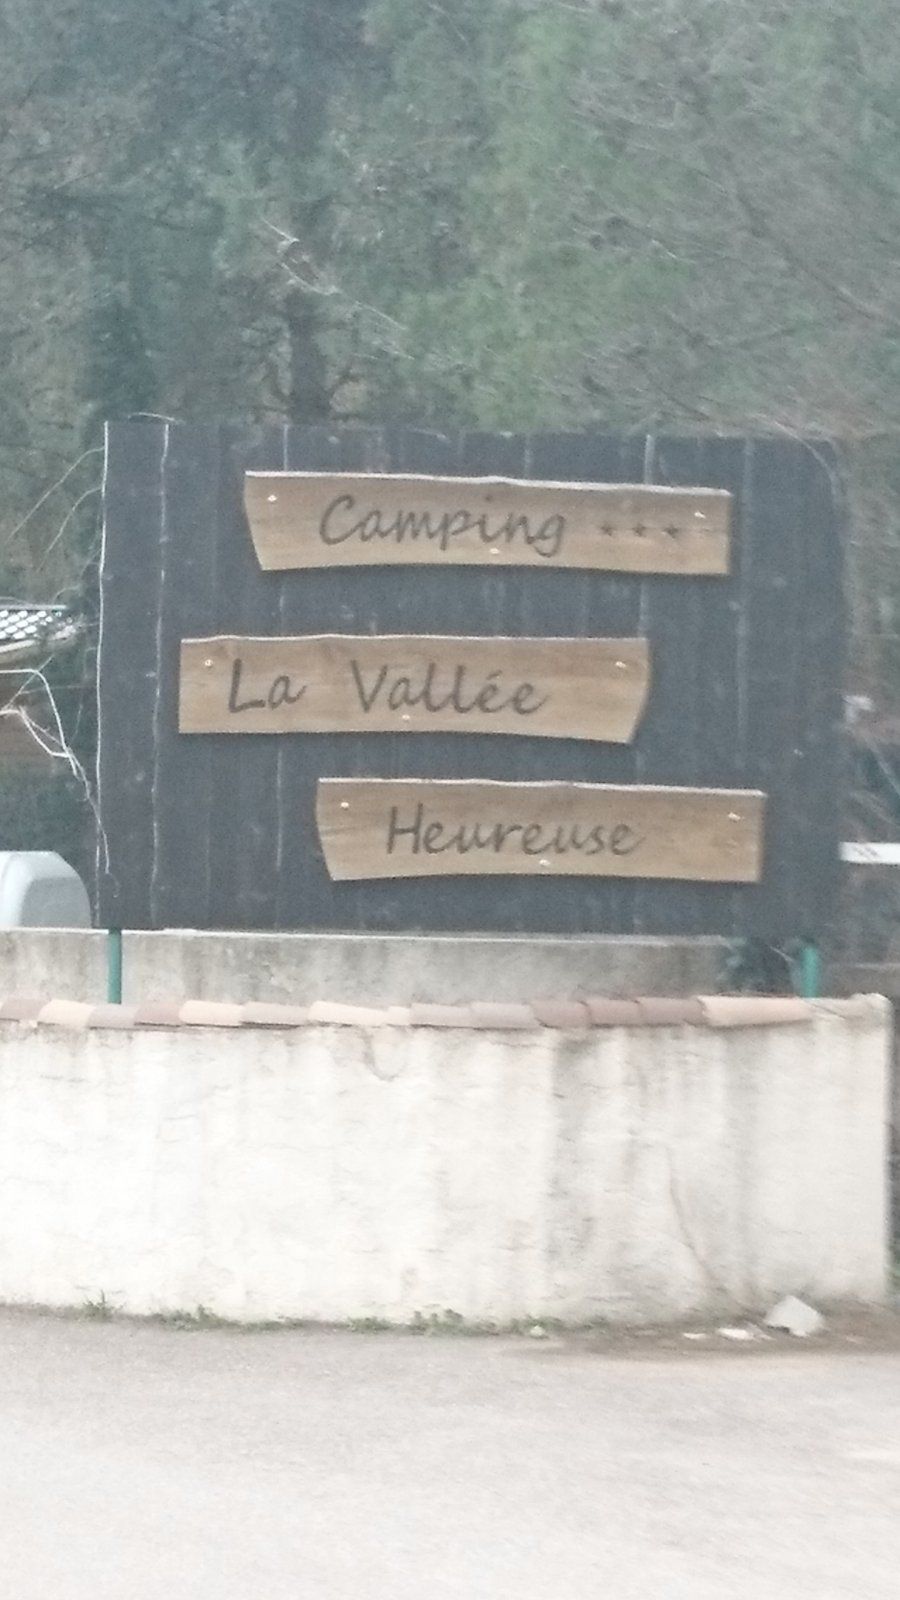 Camping ***
La Vallée
Heureuse